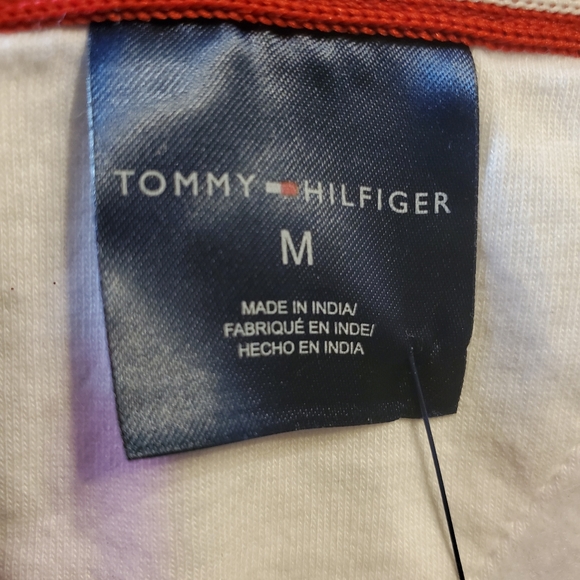 TOMMY HILFIGER
M
MADE IN INDIA/
FABRIQUÉ EN INDE/
HECHO EN INDIA